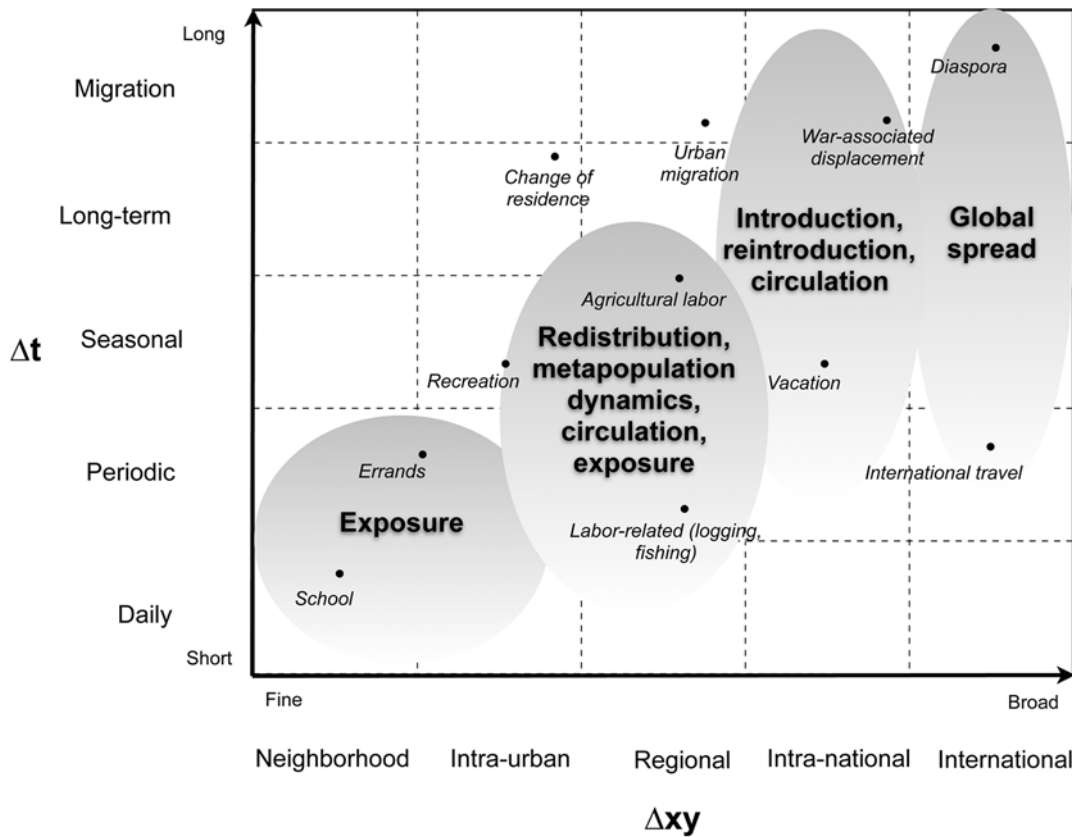 Long
Migration
Long-term
Δt
Seasonal
Periodic
Daily
Short
Diaspora
War-associated
displacement
Urban
migration
Change of
residence
Introduction,
reintroduction,
circulation
Global
spread
Agricultural labor
Redistribution,
metapopulation
dynamics,
circulation,
exposure
Recreation
Vacation
Errands
Exposure
International travel
Labor-related (logging,
fishing)
School
Fine
Broad
Neighborhood
Intra-urban
Regional
Intra-national
International
Δxy